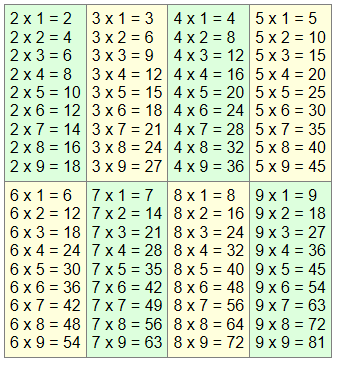 2 x 1 = 2
2 x 2 = 4
2 x 3 = 6
2 x 4 = 8
2 x 5 = 10
2 x 6 = 12
2 x 7 = 14
2 x 8 = 16
2 x 9 = 18
3 x 1 = 3
3 x 2 = 6
3 x 3 = 9
3 x 4 = 12
3 x 5 = 15
3 x 6 = 18
3 x 7 = 21
3 x 8 = 24
3 x 9 = 27
4 x 1 = 4
4 x 2 = 8
4 x 3 = 12
4 x 4 = 16
4 x 5 = 20
4 x 6 = 24
4 x 7 = 28
4 x 8 = 32
4 x 9 = 36
5 x 1 = 5
5 x 2 = 10
5 x 3 = 15
5 x 4 = 20
5 x 5 = 25
5 x 6 = 30
5 x 7 = 35
5 x 8 = 40
5 x 9 = 45
6 x 1 = 6
6 x 2 = 12
6 x 3 = 18
6 x 4 = 24
6 x 5 = 30
6 x 6 = 36
6 x 7 = 42
6 x 8 = 48
6 x 9 = 54
7 x 1 = 7
7 x 2 = 14
7 x 3 = 21
7 x 4 = 28
7 x 5 = 35
7 x 6 = 42
7 x 7 = 49
7 x 8 = 56
7 x 9 = 63
8 x 1 = 8
8 x 2 = 16
8 x 3 = 24
8 x 4 = 32
8 x 5 = 40
8 x 6 = 48
8 x 7 = 56
8 x 8 = 64
8 x 9 = 72
9 x 1 = 9
9 x 2 = 18
9 x 3 = 27
9 x 4 = 36
9 x 5 = 45
9 x 6 = 54
9 x 7 = 63
9 x 8 = 72
9 x 9 = 81